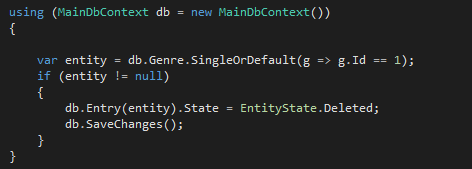 using (MainDbContext db = new MainDbContext())
{
var entity = db.Genre.SingleOrDefault(g => g.Id == 1);
if (entity != null)
{
db.Entry(entity).State = EntityState.Deleted;
db.SaveChanges();
}
}